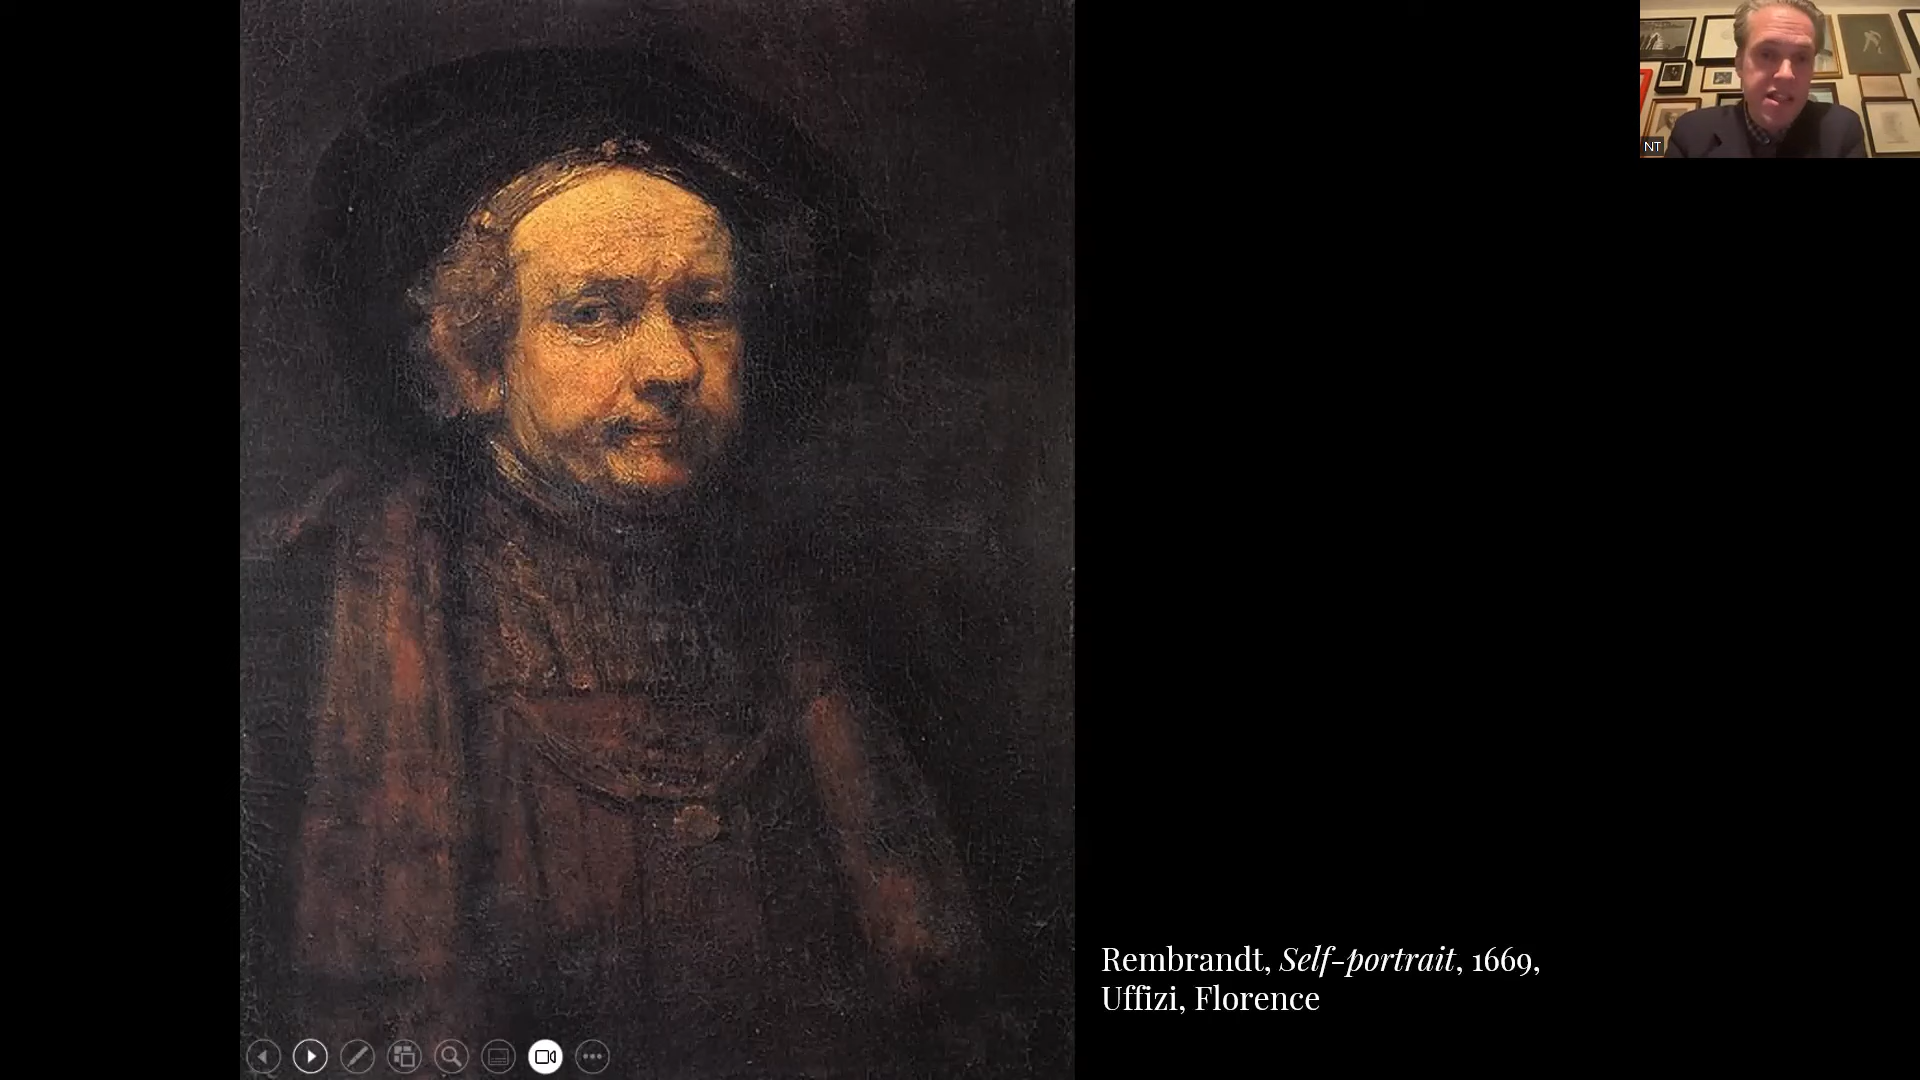 NT
Rembrandt, Self-portrait, 1669,
Uffizi, Florence